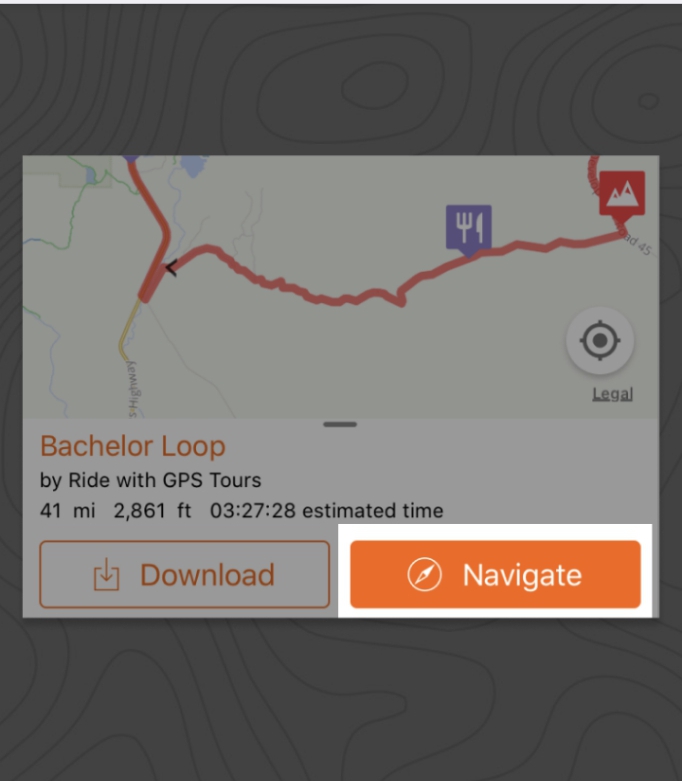 ad 45
Legal
Highway
Bachelor Loop
by Ride with GPS Tours
41 mi 2,861 ft 03:27:28 estimated time
Download
Navigate